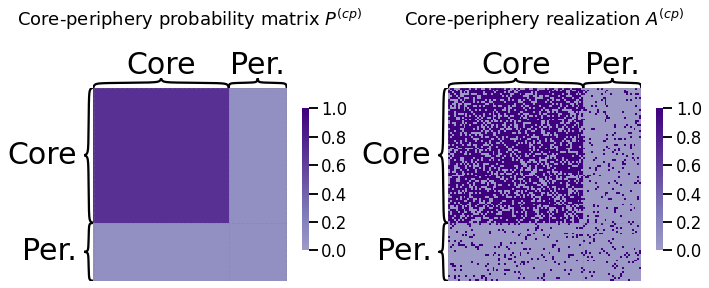 Core-periphery probability matrix P^(cp)
Core Per.
Core
Per.
1.0
0.8
0.6
0.4
0.2
0.0
Core-periphery realization A^(cp)
Core Per.
Core
Per.
1.0
0.8
0.6
0.4
0.2
0.0